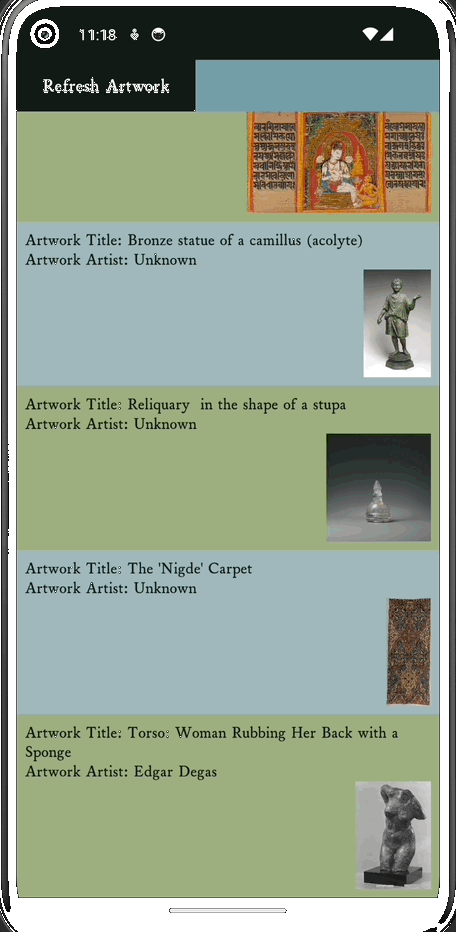 11:18
Refresh Artwork
Artwork Title: Bronze statue of a camillus (acolyte)
Artwork Artist: Unknown
Artwork Title: Reliquary in the shape of a stupa
Artwork Artist: Unknown
Artwork Title: The 'Nigde' Carpet
Artwork Artist: Unknown
Artwork Title: Torso: Woman Rubbing Her Back with a
Sponge
Artwork Artist: Edgar Degas